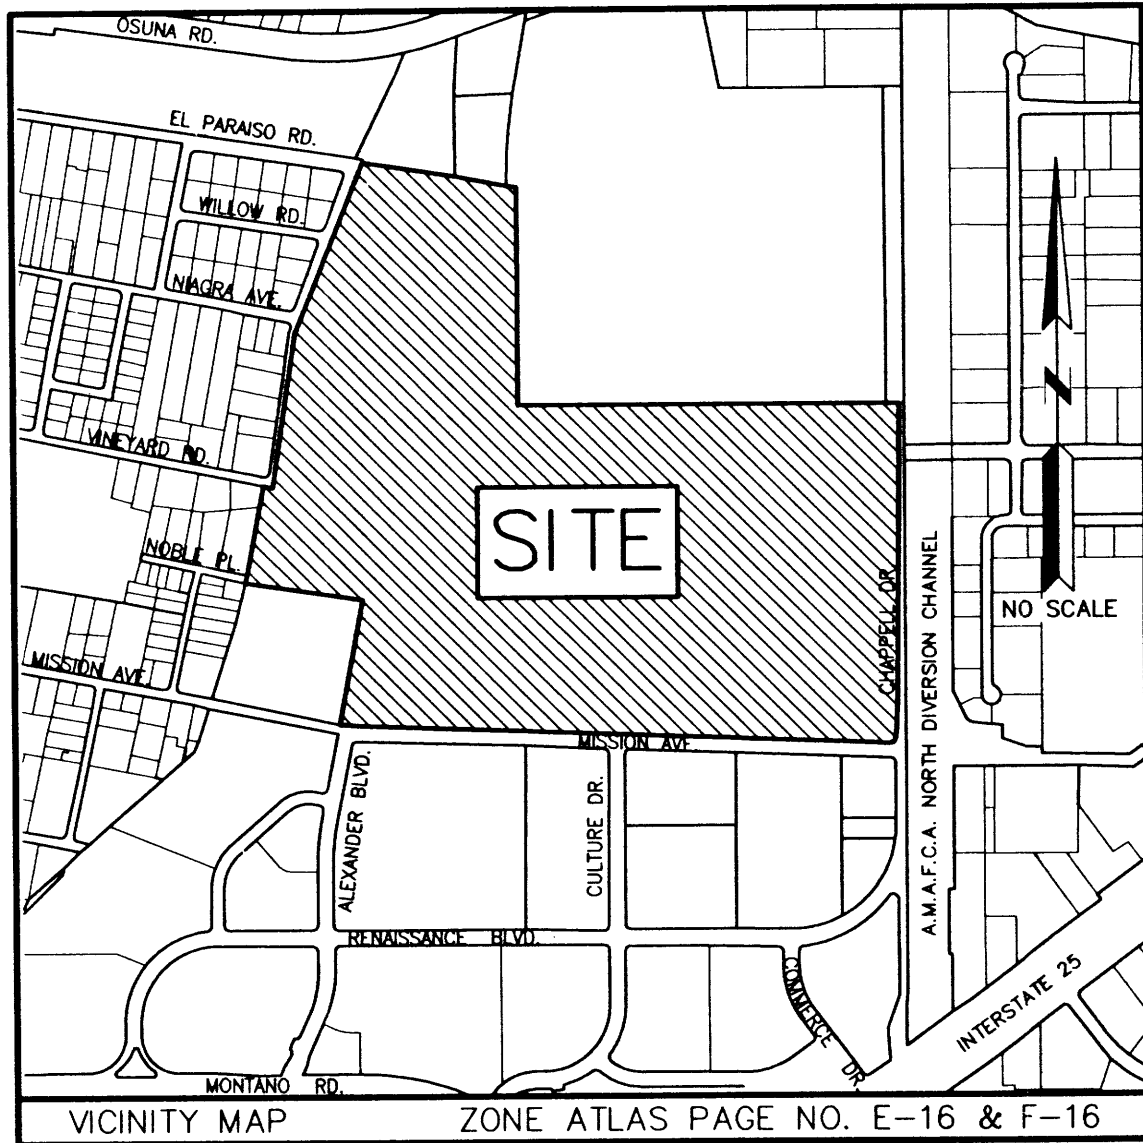 OSUNA RD.
EL PARAISO RD.
WILLOW RD.
NIAGRA AVE.
VINEYARD RD.
NOBLE PL.
MISSION AVE.
SITE
CHAPPELL DR.
A.M.A.F.C.A. NORTH DIVERSION CHANNEL
N
NO SCALE
MISSION AVE.
ALEXANDER BLVD.
CULTURE DR.
RENAISSANCE BLVD.
COMMERCE DR.
INTERSTATE 25
MONTANO RD.
VICINITY MAP ZONE ATLAS PAGE NO. E-16 & F-16